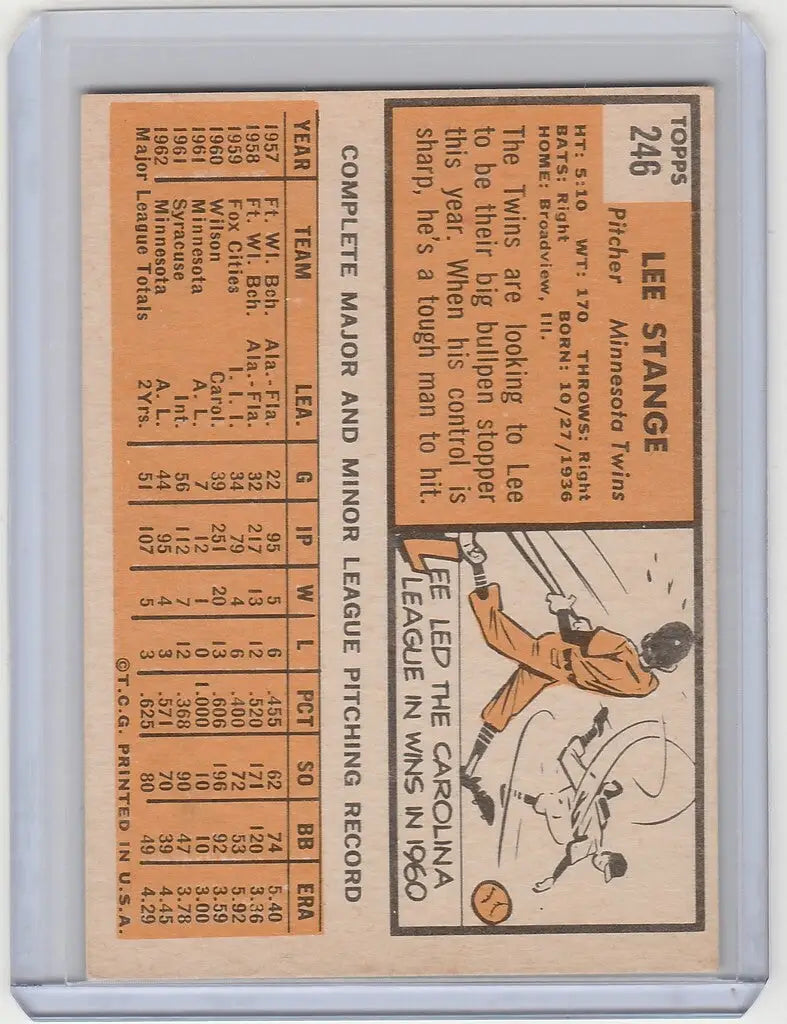 TOPPS
246
LEE STANGE
Pitcher Minnesota Twins
HT: 5:10 WT: 170 THROWS: Right
BATS: Right BORN: 10/27/1936
HOME: Broadview, Ill.
The Twins are looking to Lee
to be their big bullpen stopper
this year. When his control is
sharp, he's a tough man to hit.
LEE LED THE CAROLINA
LEAGUE IN WINS IN 1960
COMPLETE MAJOR AND MINOR LEAGUE PITCHING RECORD
YEAR TEAM LEA. G IP W L PCT SO BB ERA
1957 Ft. Wl. Bch. Ala.-Fla. 22 95 5 6 .455 62 74 5.40
1958 Ft. Wl. Bch. Ala.-Fla. 32 217 13 12 .520 171 120 3.36
1959 Fox Cities I. I. I. 34 79 4 6 .400 72 53 5.92
1960 Wilson Carol. 39 251 20 13 .606 196 92 3.59
1961 Minnesota A. L. 7 12 1 0 1.000 10 10 3.00
1961 Syracuse Int. 56 112 7 12 .368 90 47 3.78
1962 Minnesota A. L. 44 95 4 3 .571 70 39 4.45
Major League Totals 2Yrs. 51 107 5 3 .625 80 49 4.29
©T.C.G. PRINTED IN U.S.A.